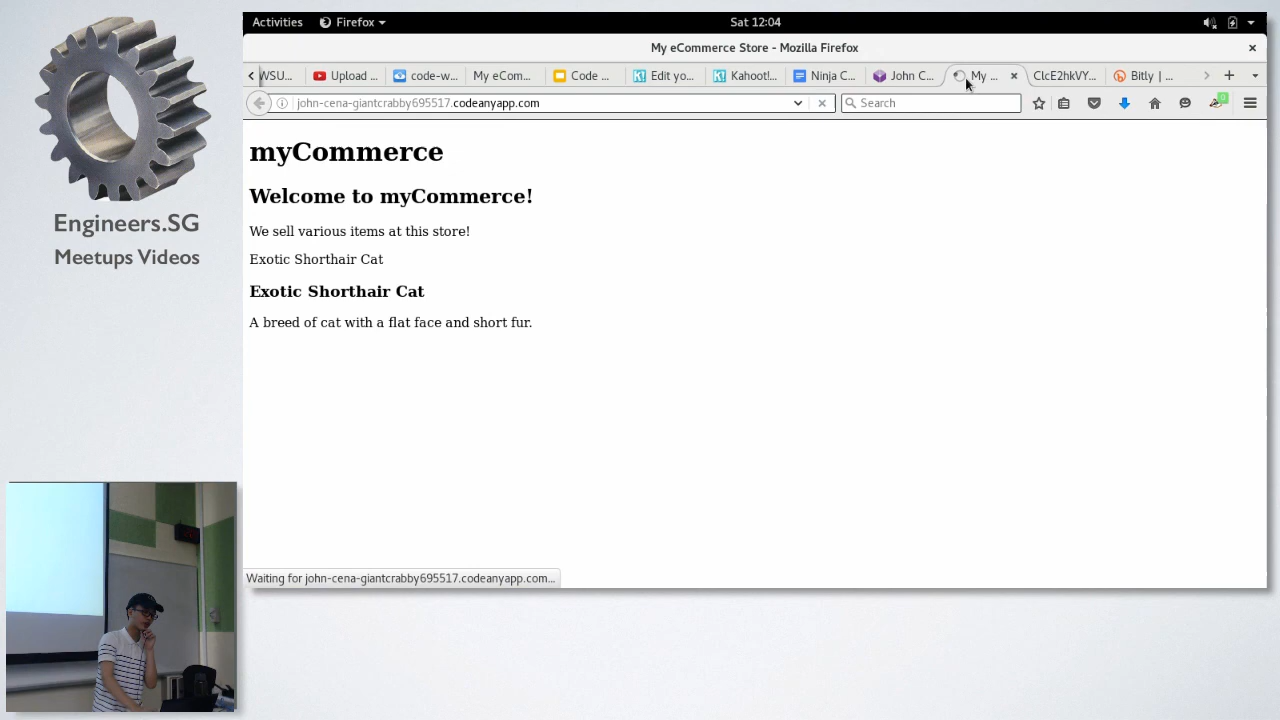 Activities Firefox Sat 12:04
My eCommerce Store - Mozilla Firefox
WSU... Upload ... code-w... My eCom... Code ... Edit yo... Kahoot!... Ninja C... John C... My ... ClcE2hkVY... Bitly | ...
john-cena-giantcrabby695517.codeanyapp.com Search 0
myCommerce
Welcome to myCommerce!
We sell various items at this store!
Exotic Shorthair Cat
Exotic Shorthair Cat
A breed of cat with a flat face and short fur.
Waiting for john-cena-giantcrabby695517.codeanyapp.com...
Engineers.SG
Meetups Videos